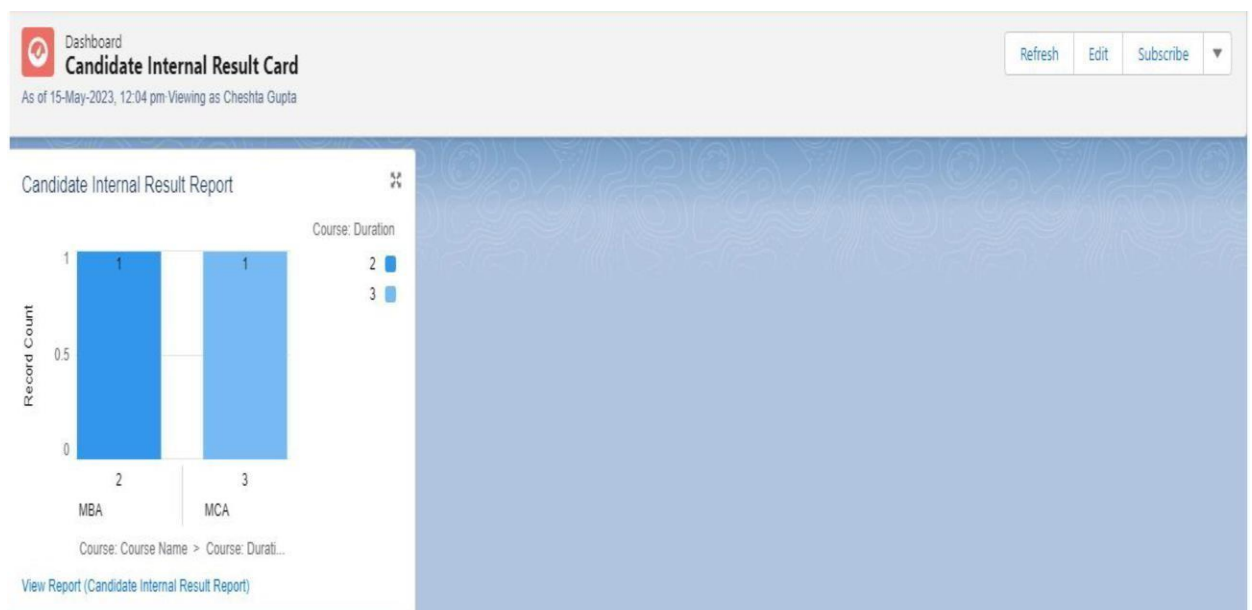 Dashboard
Candidate Internal Result Card
As of 15-May-2023, 12:04 pm·Viewing as Cheshta Gupta
Refresh
Edit
Subscribe
Candidate Internal Result Report
Course: Duration
2
3
Record Count
1
0.5
0
1
1
2
3
MBA
MCA
Course: Course Name > Course: Durati...
View Report (Candidate Internal Result Report)